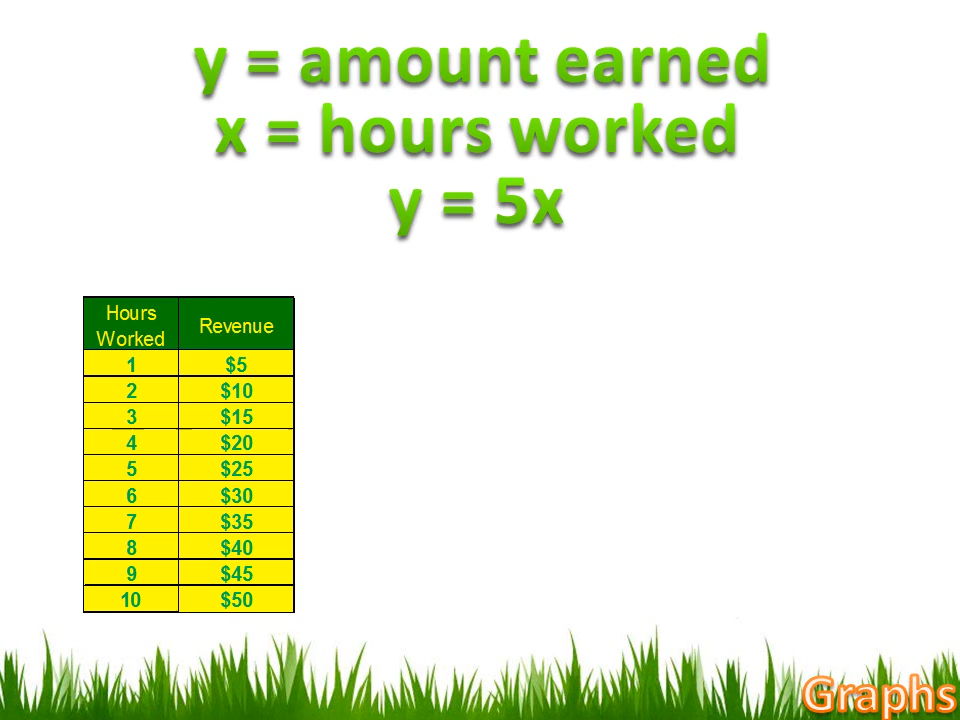 y = amount earned
x = hours worked
y = 5x
Hours Worked Revenue
1 $5
2 $10
3 $15
4 $20
5 $25
6 $30
7 $35
8 $40
9 $45
10 $50
Graphs